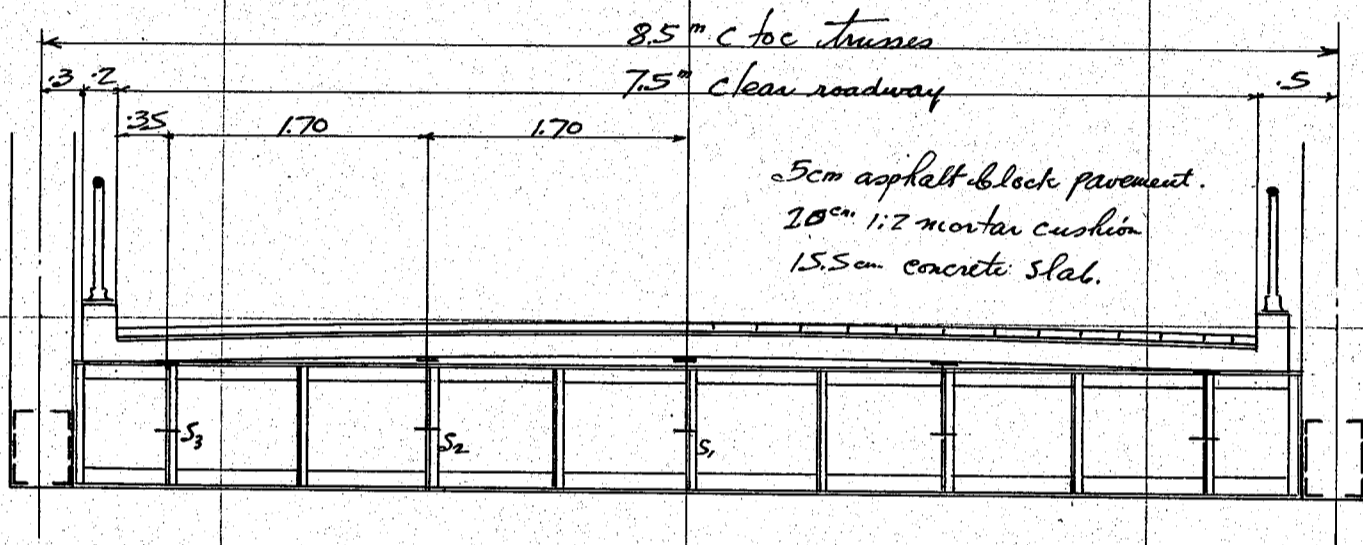 8.5m c to c trusses
.3 .2 7.5m clear roadway .5
.35 1.70 1.70
5cm asphalt block pavement.
cm. 1:2 mortar cushion
15.5cm concrete slab.
S3 S2 S1